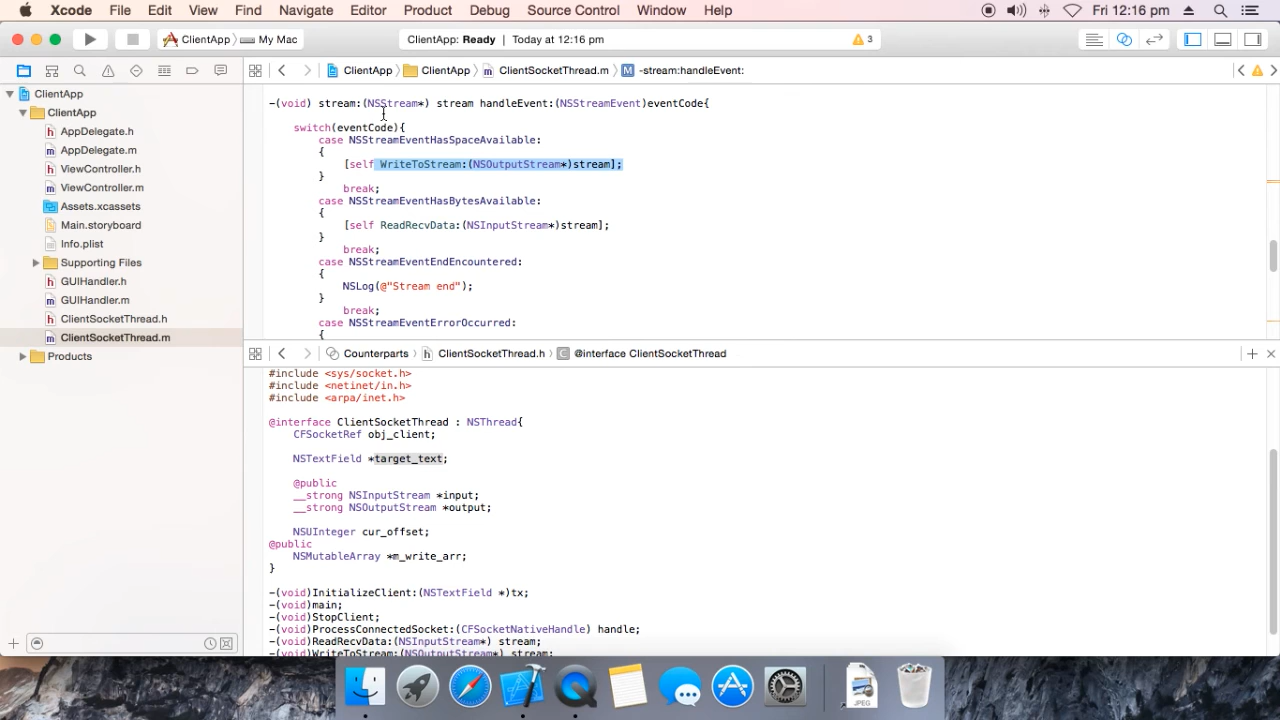 Xcode File Edit View Find Navigate Editor Product Debug Source Control Window Help Fri 12:16 pm
ClientApp My Mac ClientApp: Ready | Today at 12:16 pm 3
ClientApp ClientApp ClientSocketThread.m -stream:handleEvent:
ClientApp
ClientApp
AppDelegate.h
AppDelegate.m
ViewController.h
ViewController.m
Assets.xcassets
Main.storyboard
Info.plist
Supporting Files
GUIHandler.h
GUIHandler.m
ClientSocketThread.h
ClientSocketThread.m
Products
-(void) stream:(NSStream*) stream handleEvent:(NSStreamEvent)eventCode{
switch(eventCode){
case NSStreamEventHasSpaceAvailable:
{
[self WriteToStream:(NSOutputStream*)stream];
}
break;
case NSStreamEventHasBytesAvailable:
{
[self ReadRecvData:(NSInputStream*)stream];
}
break;
case NSStreamEventEndEncountered:
{
NSLog(@"Stream end");
}
break;
case NSStreamEventErrorOccurred:
{
Counterparts ClientSocketThread.h @interface ClientSocketThread
#include <sys/socket.h>
#include <netinet/in.h>
#include <arpa/inet.h>
@interface ClientSocketThread : NSThread{
CFSocketRef obj_client;
NSTextField *target_text;
@public
__strong NSInputStream *input;
__strong NSOutputStream *output;
NSUInteger cur_offset;
@public
NSMutableArray *m_write_arr;
}
-(void)InitializeClient:(NSTextField *)tx;
-(void)main;
-(void)StopClient;
-(void)ProcessConnectedSocket:(CFSocketNativeHandle) handle;
-(void)ReadRecvData:(NSInputStream*) stream;
-(void)WriteToStream:(NSOutputStream*) stream;
JPEG